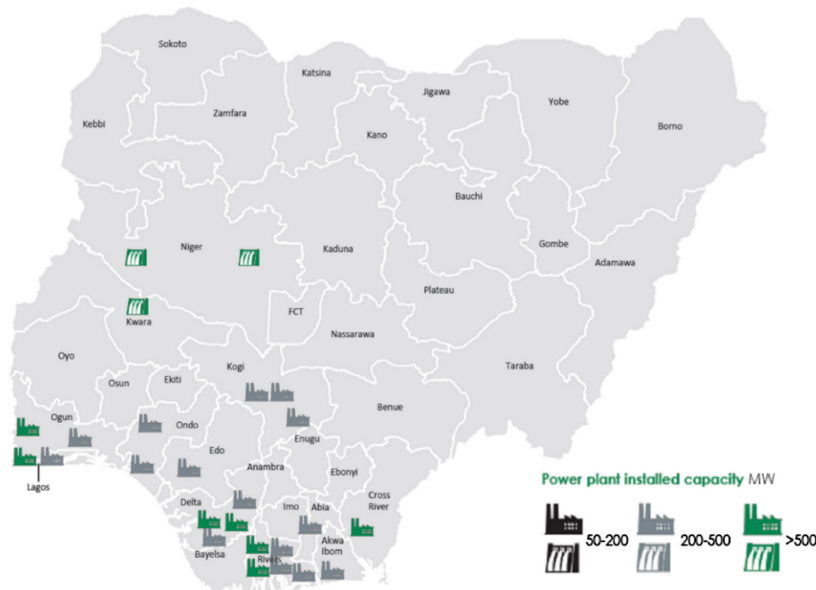 Sokoto
Katsina
Jigawa
Yobe
Kebbi
Zamfara
Kano
Borno
Bauchi
Niger
Kaduna
Gombe
Adamawa
Plateau
FCT
Kwara
Nassarawa
Oyo
Kogi
Taraba
Osun
Ekiti
Benue
Ogun
Ondo
Enugu
Edo
Anambra
Ebonyi
Lagos
Delta
Imo
Abia
Cross
River
Akwa
Ibom
Bayelsa
Rivers
Power plant installed capacity MW
50-200 200-500 >500